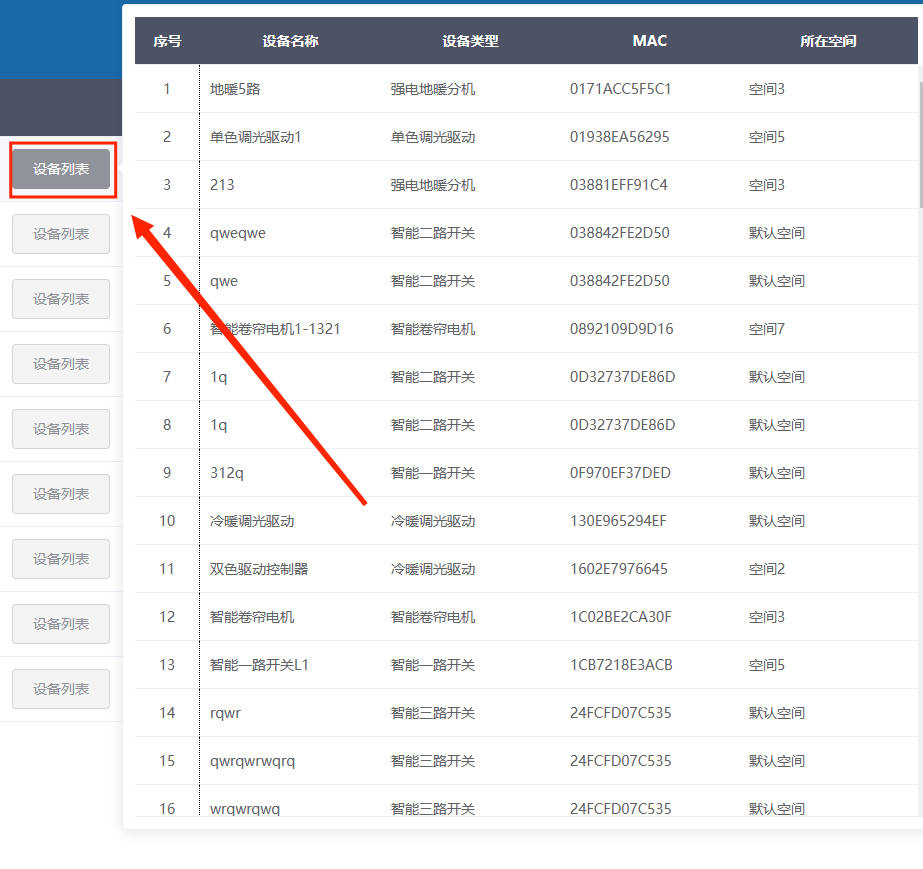 序号 设备名称 设备类型 MAC 所在空间
1 地暖5路 强电地暖分机 0171ACC5F5C1 空间3
2 单色调光驱动1 单色调光驱动 01938EA56295 空间5
3 213 强电地暖分机 03881EFF91C4 空间3
4 qweqwe 智能二路开关 038842FE2D50 默认空间
5 qwe 智能二路开关 038842FE2D50 默认空间
6 智能卷帘电机1-1321 智能卷帘电机 0892109D9D16 空间7
7 1q 智能二路开关 0D32737DE86D 默认空间
8 1q 智能二路开关 0D32737DE86D 默认空间
9 312q 智能一路开关 0F970EF37DED 默认空间
10 冷暖调光驱动 冷暖调光驱动 130E965294EF 默认空间
11 双色驱动控制器 冷暖调光驱动 1602E7976645 空间2
12 智能卷帘电机 智能卷帘电机 1C02BE2CA30F 空间3
13 智能一路开关L1 智能一路开关 1CB7218E3ACB 空间5
14 rqwr 智能三路开关 24FCFD07C535 默认空间
15 qwrqwrwqrq 智能三路开关 24FCFD07C535 默认空间
16 wrqwrqwq 智能三路开关 24FCFD07C535 默认空间
设备列表
设备列表
设备列表
设备列表
设备列表
设备列表
设备列表
设备列表
设备列表